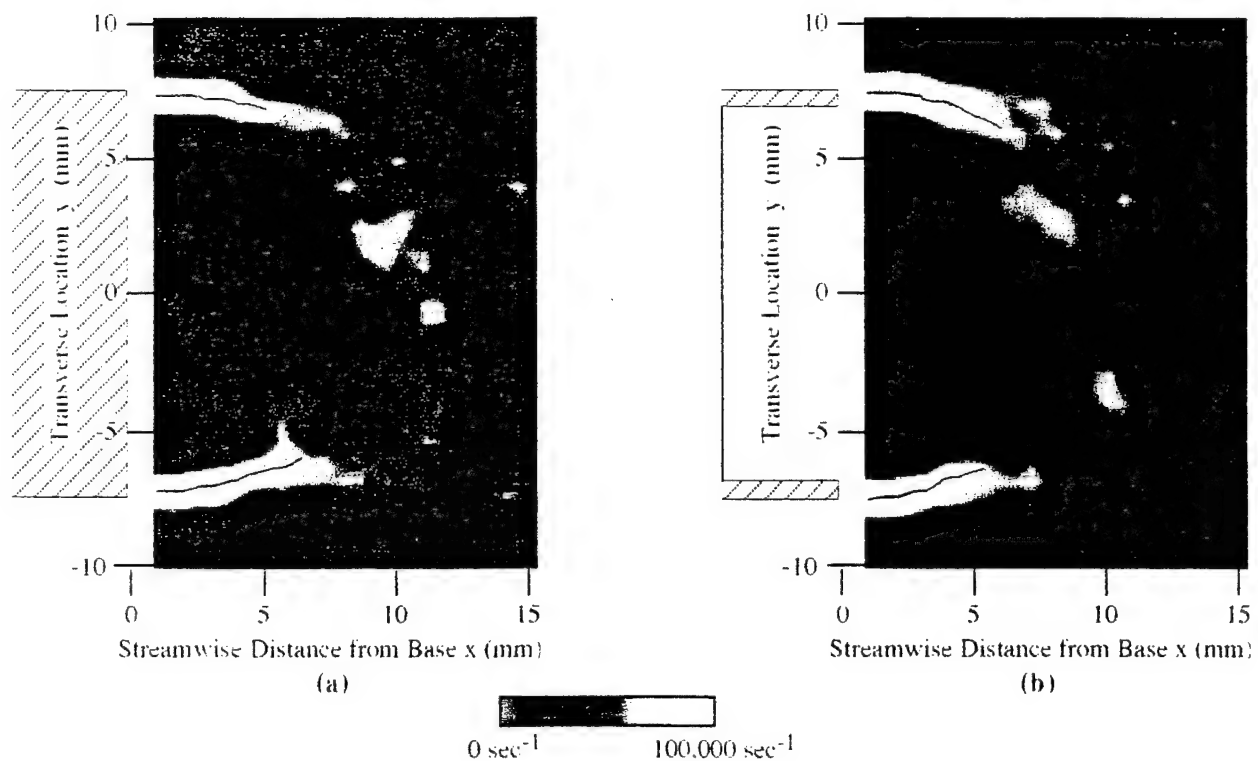 10
5
0
-5
-10
Transverse Location y (mm)
0 5 10 15
Streamwise Distance from Base x (mm)
(a)
10
5
0
-5
-10
Transverse Location y (mm)
0 5 10 15
Streamwise Distance from Base x (mm)
(b)
0 sec⁻¹ 100,000 sec⁻¹